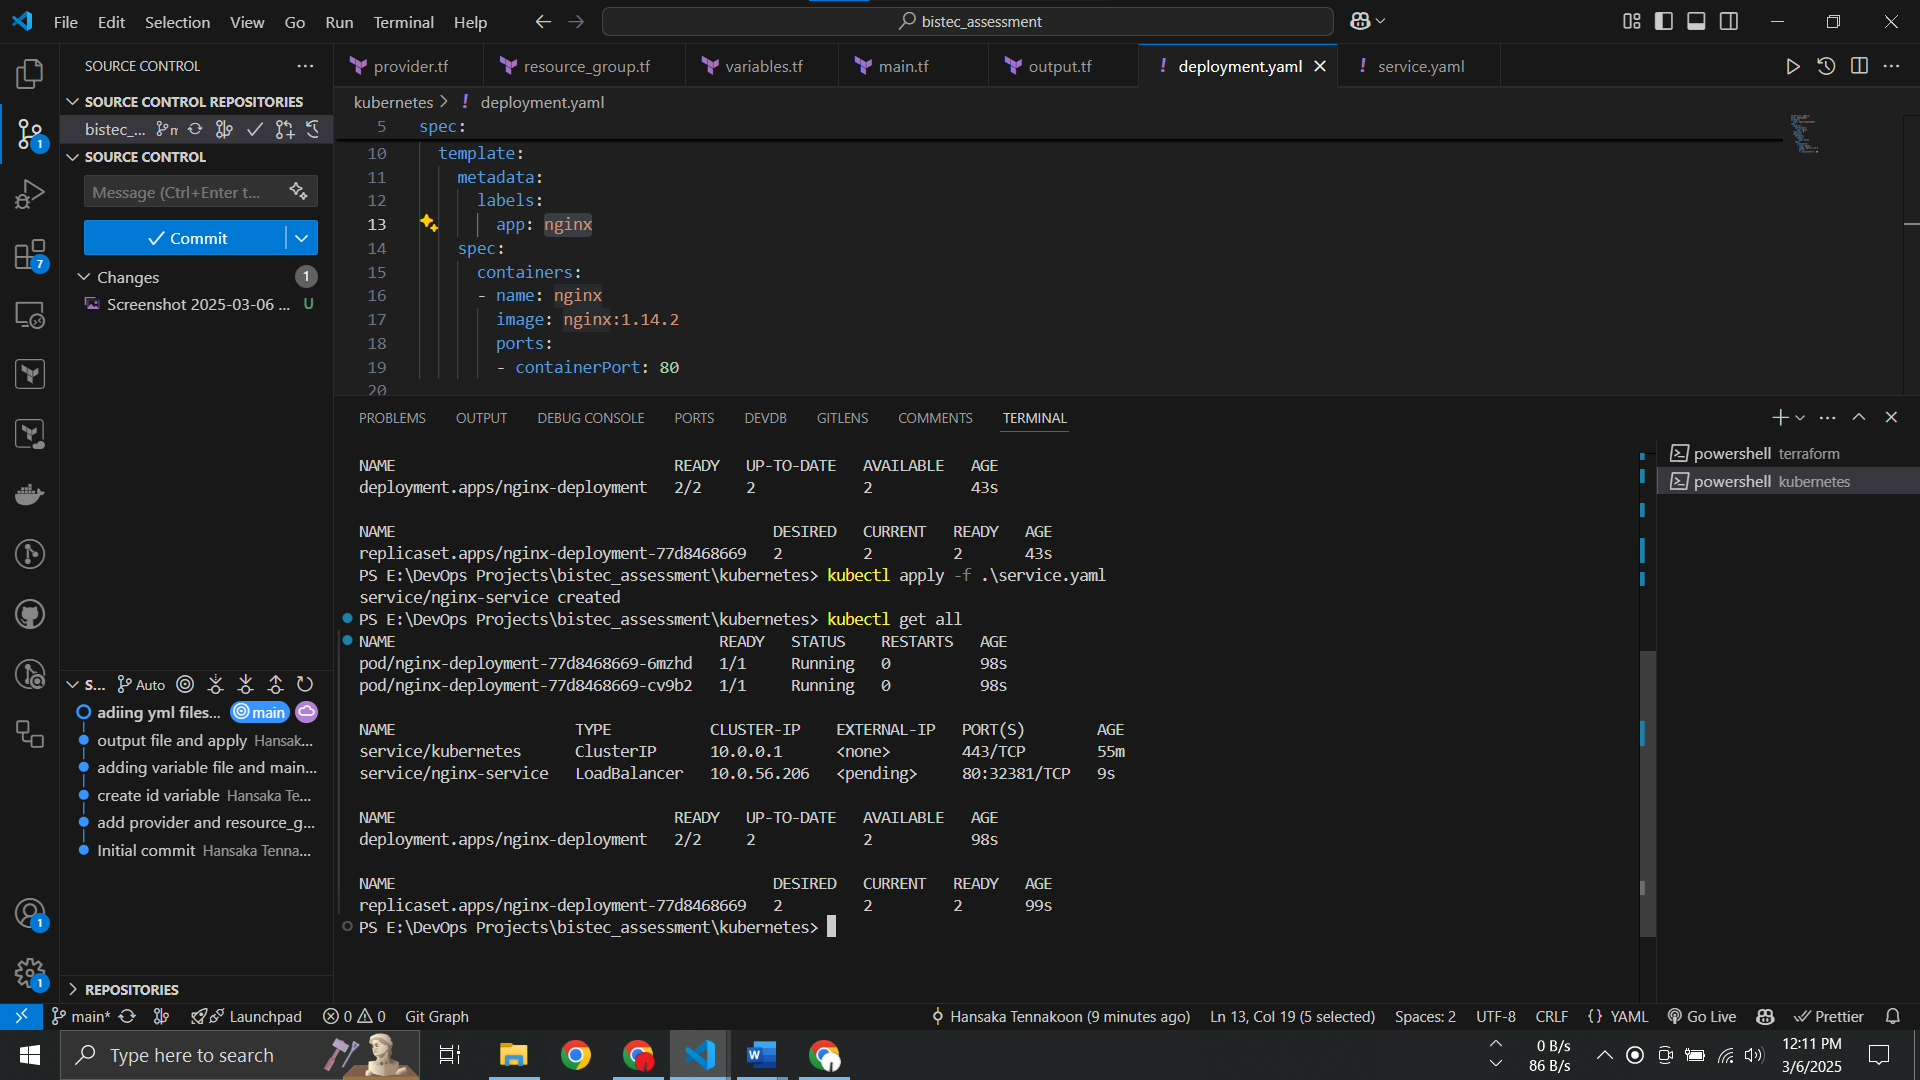 File Edit Selection View Go Run Terminal Help
bistec_assessment
SOURCE CONTROL
SOURCE CONTROL REPOSITORIES
bistec_...
SOURCE CONTROL
Message (Ctrl+Enter t...
Commit
Changes 1
Screenshot 2025-03-06 ... U
1
7
S... Auto
adiing yml files... main
output file and apply Hansak...
adding variable file and main...
create id variable Hansaka Te...
add provider and resource_g...
Initial commit Hansaka Tenna...
REPOSITORIES
1
1
provider.tf resource_group.tf variables.tf main.tf output.tf ! deployment.yaml ! service.yaml
kubernetes > ! deployment.yaml
5 spec:
10 template:
11 metadata:
12 labels:
13 app: nginx
14 spec:
15 containers:
16 - name: nginx
17 image: nginx:1.14.2
18 ports:
19 - containerPort: 80
20
PROBLEMS OUTPUT DEBUG CONSOLE PORTS DEVDB GITLENS COMMENTS TERMINAL
powershell terraform
powershell kubernetes
NAME READY UP-TO-DATE AVAILABLE AGE
deployment.apps/nginx-deployment 2/2 2 2 43s
NAME DESIRED CURRENT READY AGE
replicaset.apps/nginx-deployment-77d8468669 2 2 2 43s
PS E:\DevOps Projects\bistec_assessment\kubernetes> kubectl apply -f .\service.yaml
service/nginx-service created
PS E:\DevOps Projects\bistec_assessment\kubernetes> kubectl get all
NAME READY STATUS RESTARTS AGE
pod/nginx-deployment-77d8468669-6mzhd 1/1 Running 0 98s
pod/nginx-deployment-77d8468669-cv9b2 1/1 Running 0 98s
NAME TYPE CLUSTER-IP EXTERNAL-IP PORT(S) AGE
service/kubernetes ClusterIP 10.0.0.1 <none> 443/TCP 55m
service/nginx-service LoadBalancer 10.0.56.206 <pending> 80:32381/TCP 9s
NAME READY UP-TO-DATE AVAILABLE AGE
deployment.apps/nginx-deployment 2/2 2 2 98s
NAME DESIRED CURRENT READY AGE
replicaset.apps/nginx-deployment-77d8468669 2 2 2 99s
PS E:\DevOps Projects\bistec_assessment\kubernetes>
main* Launchpad 0 0 Git Graph Hansaka Tennakoon (9 minutes ago) Ln 13, Col 19 (5 selected) Spaces: 2 UTF-8 CRLF {} YAML Go Live Prettier
Type here to search
0 B/s
86 B/s
12:11 PM
3/6/2025